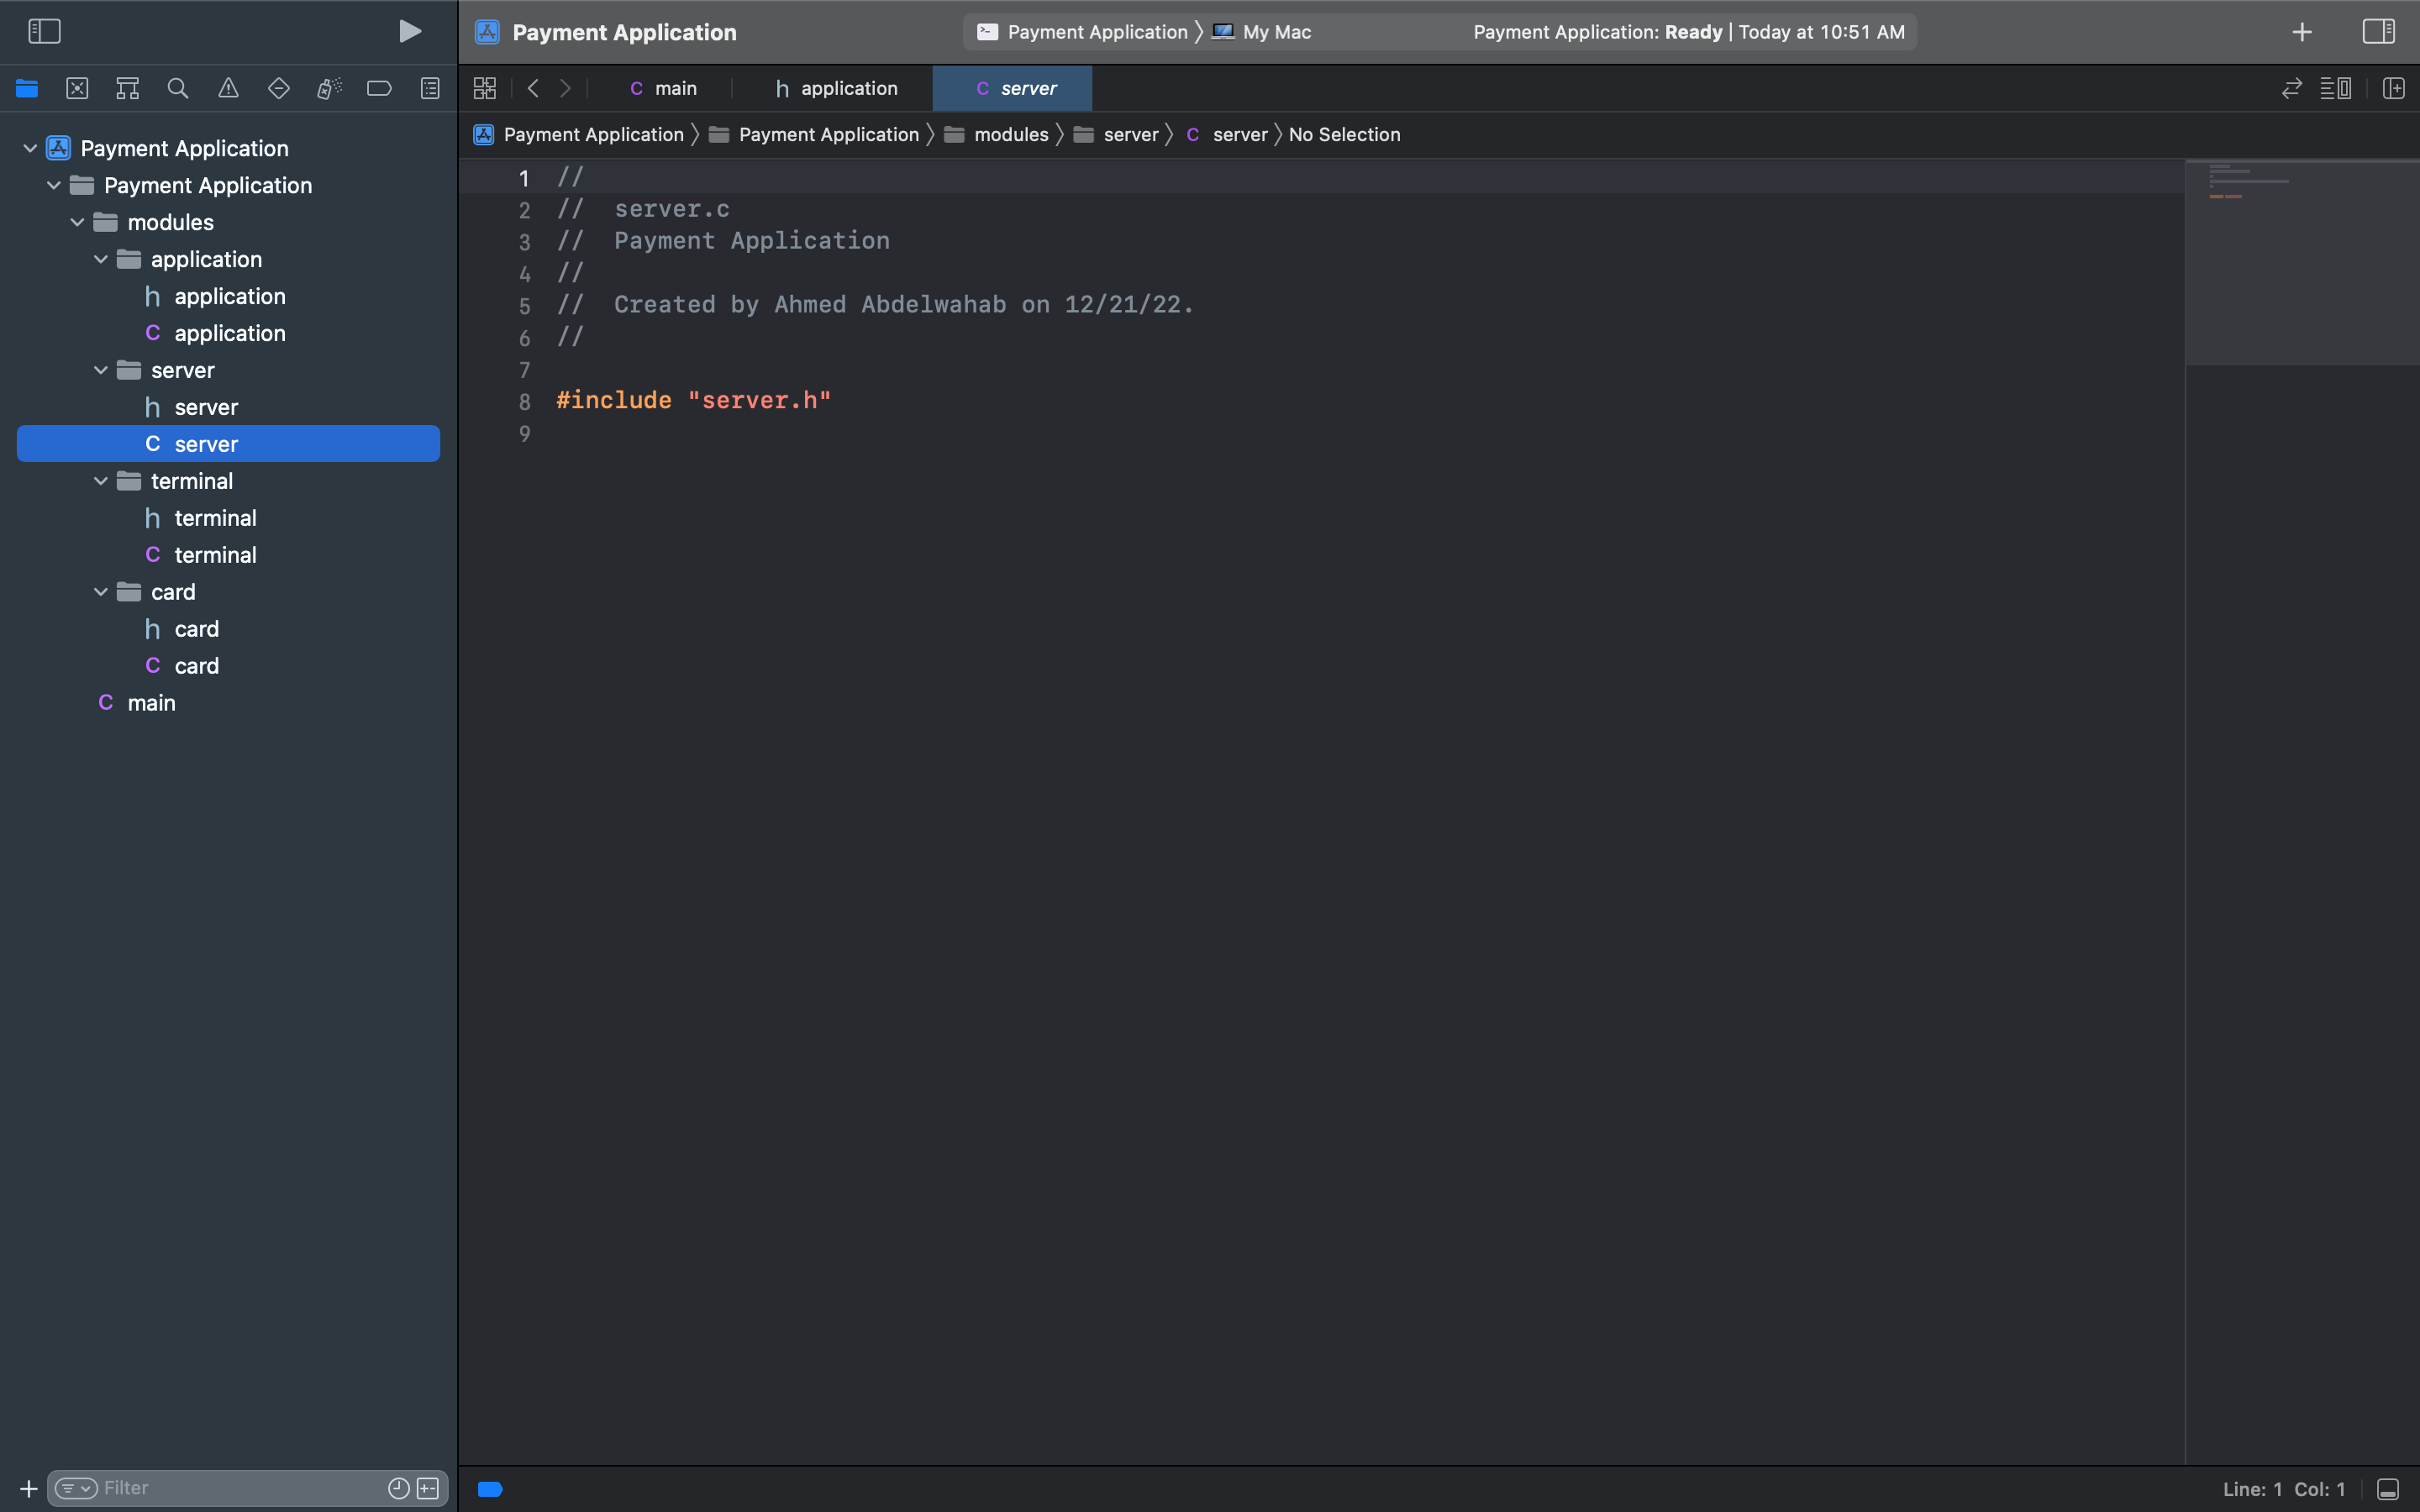 Payment Application
Payment Application 〉 My Mac
Payment Application: Ready | Today at 10:51 AM
C main
h application
C server
Payment Application 〉 Payment Application 〉 modules 〉 server 〉 C server 〉 No Selection
Payment Application
Payment Application
modules
application
h application
C application
server
h server
C server
terminal
h terminal
C terminal
card
h card
C card
C main
1 //
2 //  server.c
3 //  Payment Application
4 //
5 //  Created by Ahmed Abdelwahab on 12/21/22.
6 //
7
8 #include "server.h"
9
Filter
Line: 1 Col: 1